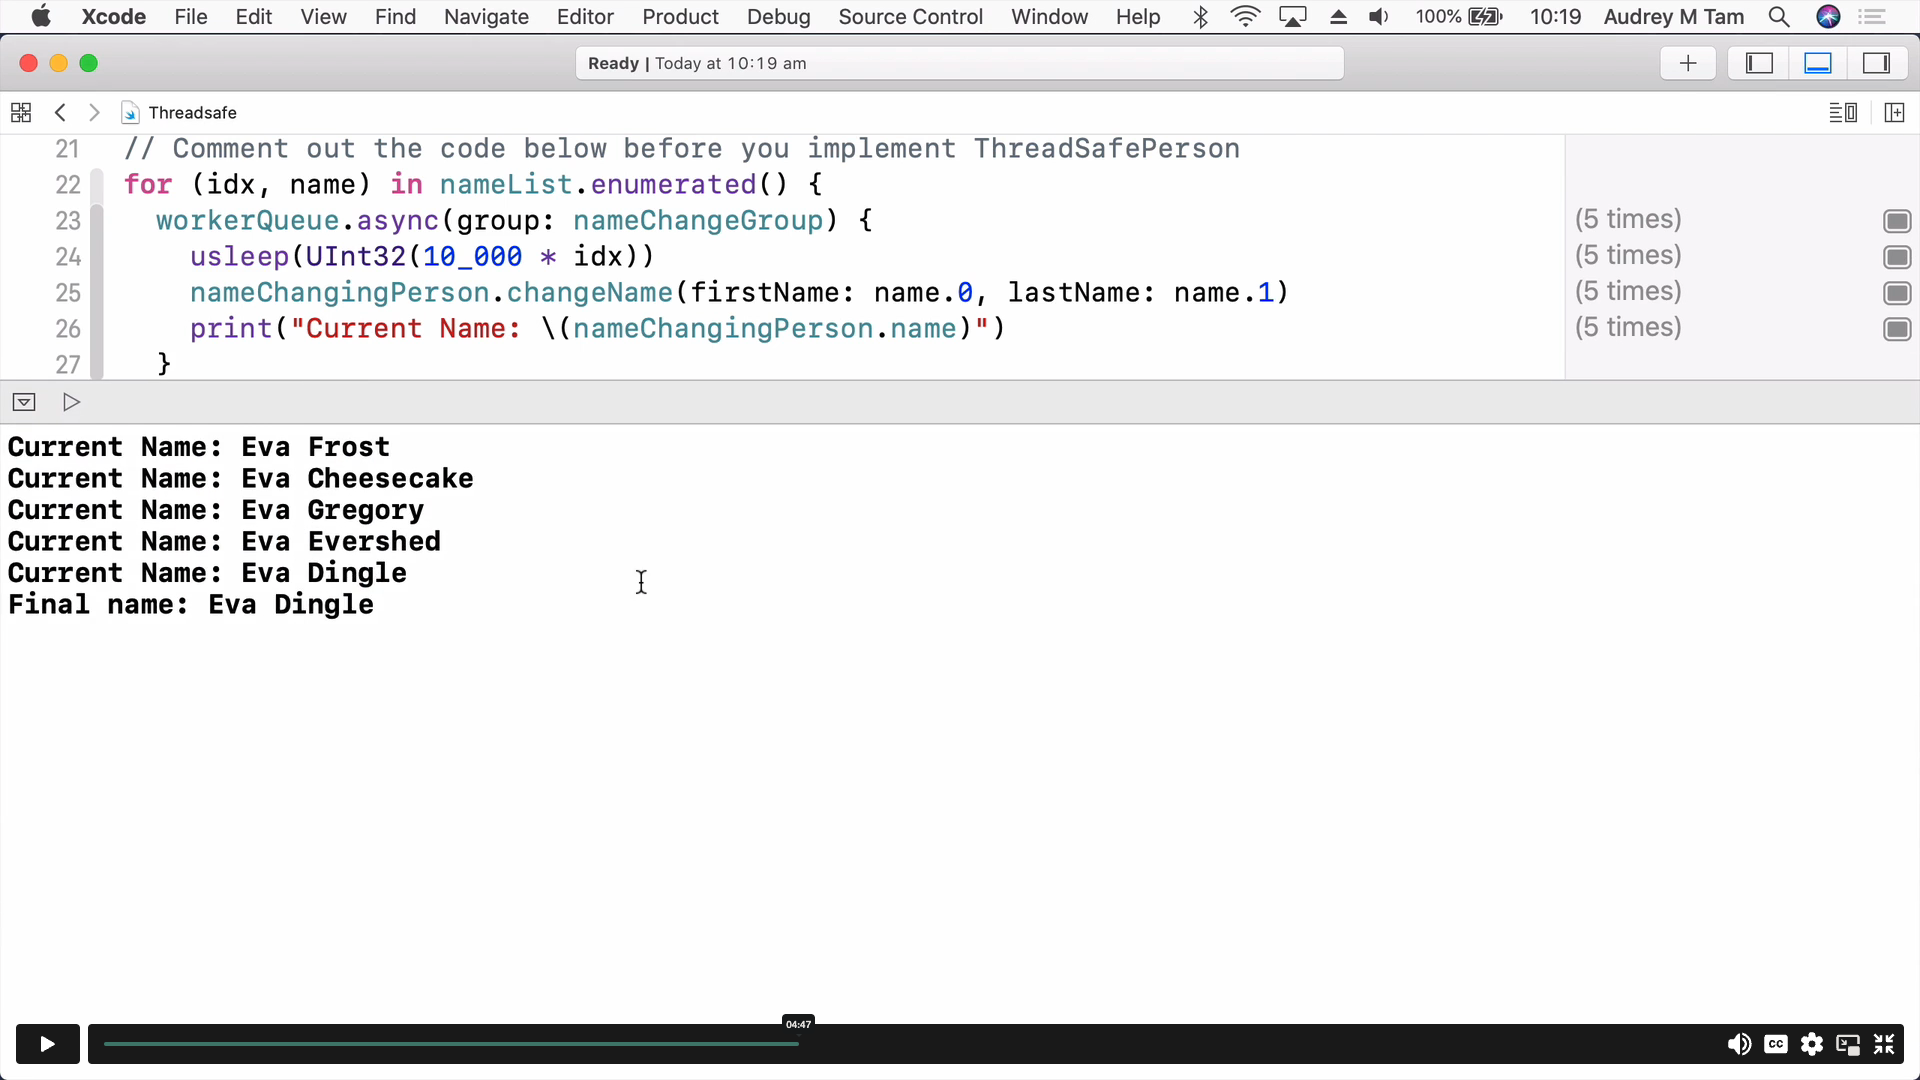 Xcode File Edit View Find Navigate Editor Product Debug Source Control Window Help 100% 10:19 Audrey M Tam
Ready | Today at 10:19 am
Threadsafe
21 // Comment out the code below before you implement ThreadSafePerson
22 for (idx, name) in nameList.enumerated() {
23 workerQueue.async(group: nameChangeGroup) { (5 times)
24 usleep(UInt32(10_000 * idx)) (5 times)
25 nameChangingPerson.changeName(firstName: name.0, lastName: name.1) (5 times)
26 print("Current Name: \(nameChangingPerson.name)") (5 times)
27 }
Current Name: Eva Frost
Current Name: Eva Cheesecake
Current Name: Eva Gregory
Current Name: Eva Evershed
Current Name: Eva Dingle
Final name: Eva Dingle
04:47
CC